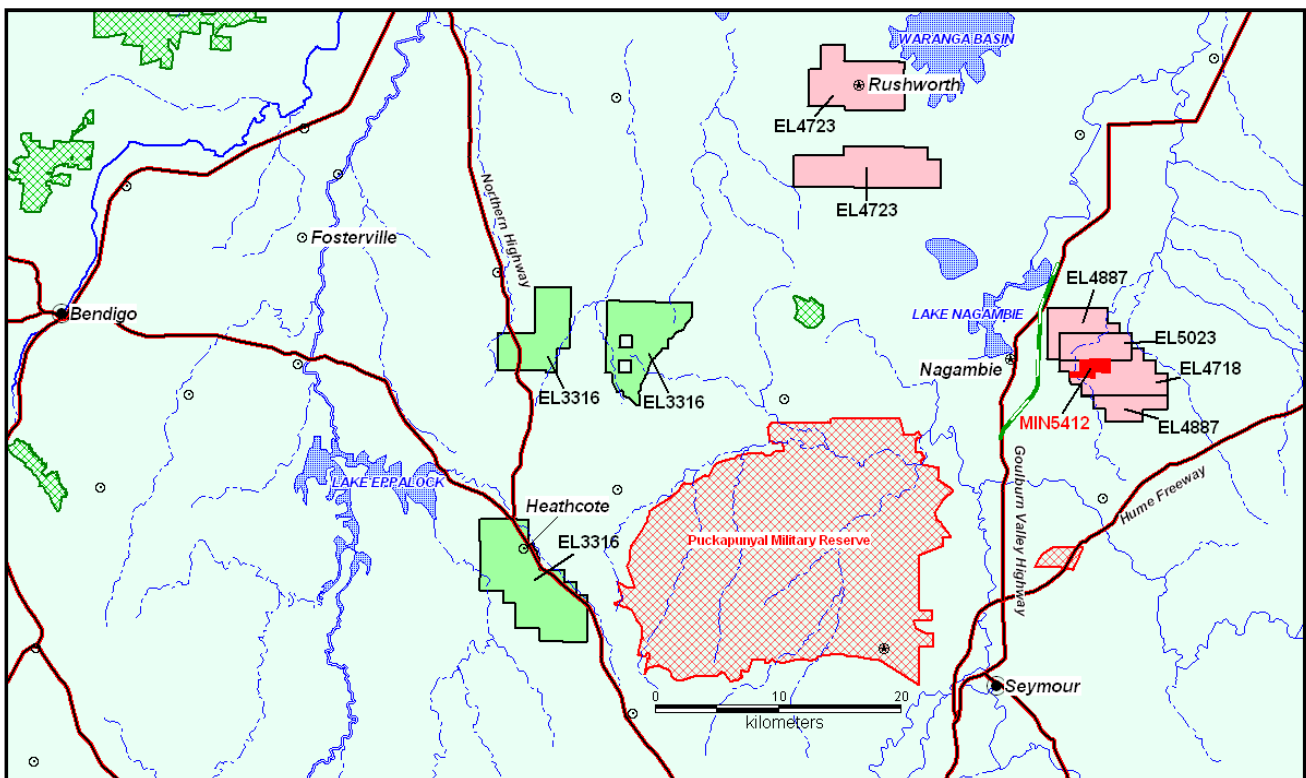 WARANGA BASIN
Rushworth
EL4723
EL4723
Northern Highway
Fosterville
Bendigo
EL4887
LAKE NAGAMBIE
EL5023
Nagambie
EL4718
EL3316
EL3316
MIN5412
EL4887
Goulburn Valley Highway
Hume Freeway
LAKE EPPALOCK
Heathcote
EL3316
Puckapunyal Military Reserve
Seymour
0 10 20
kilometers